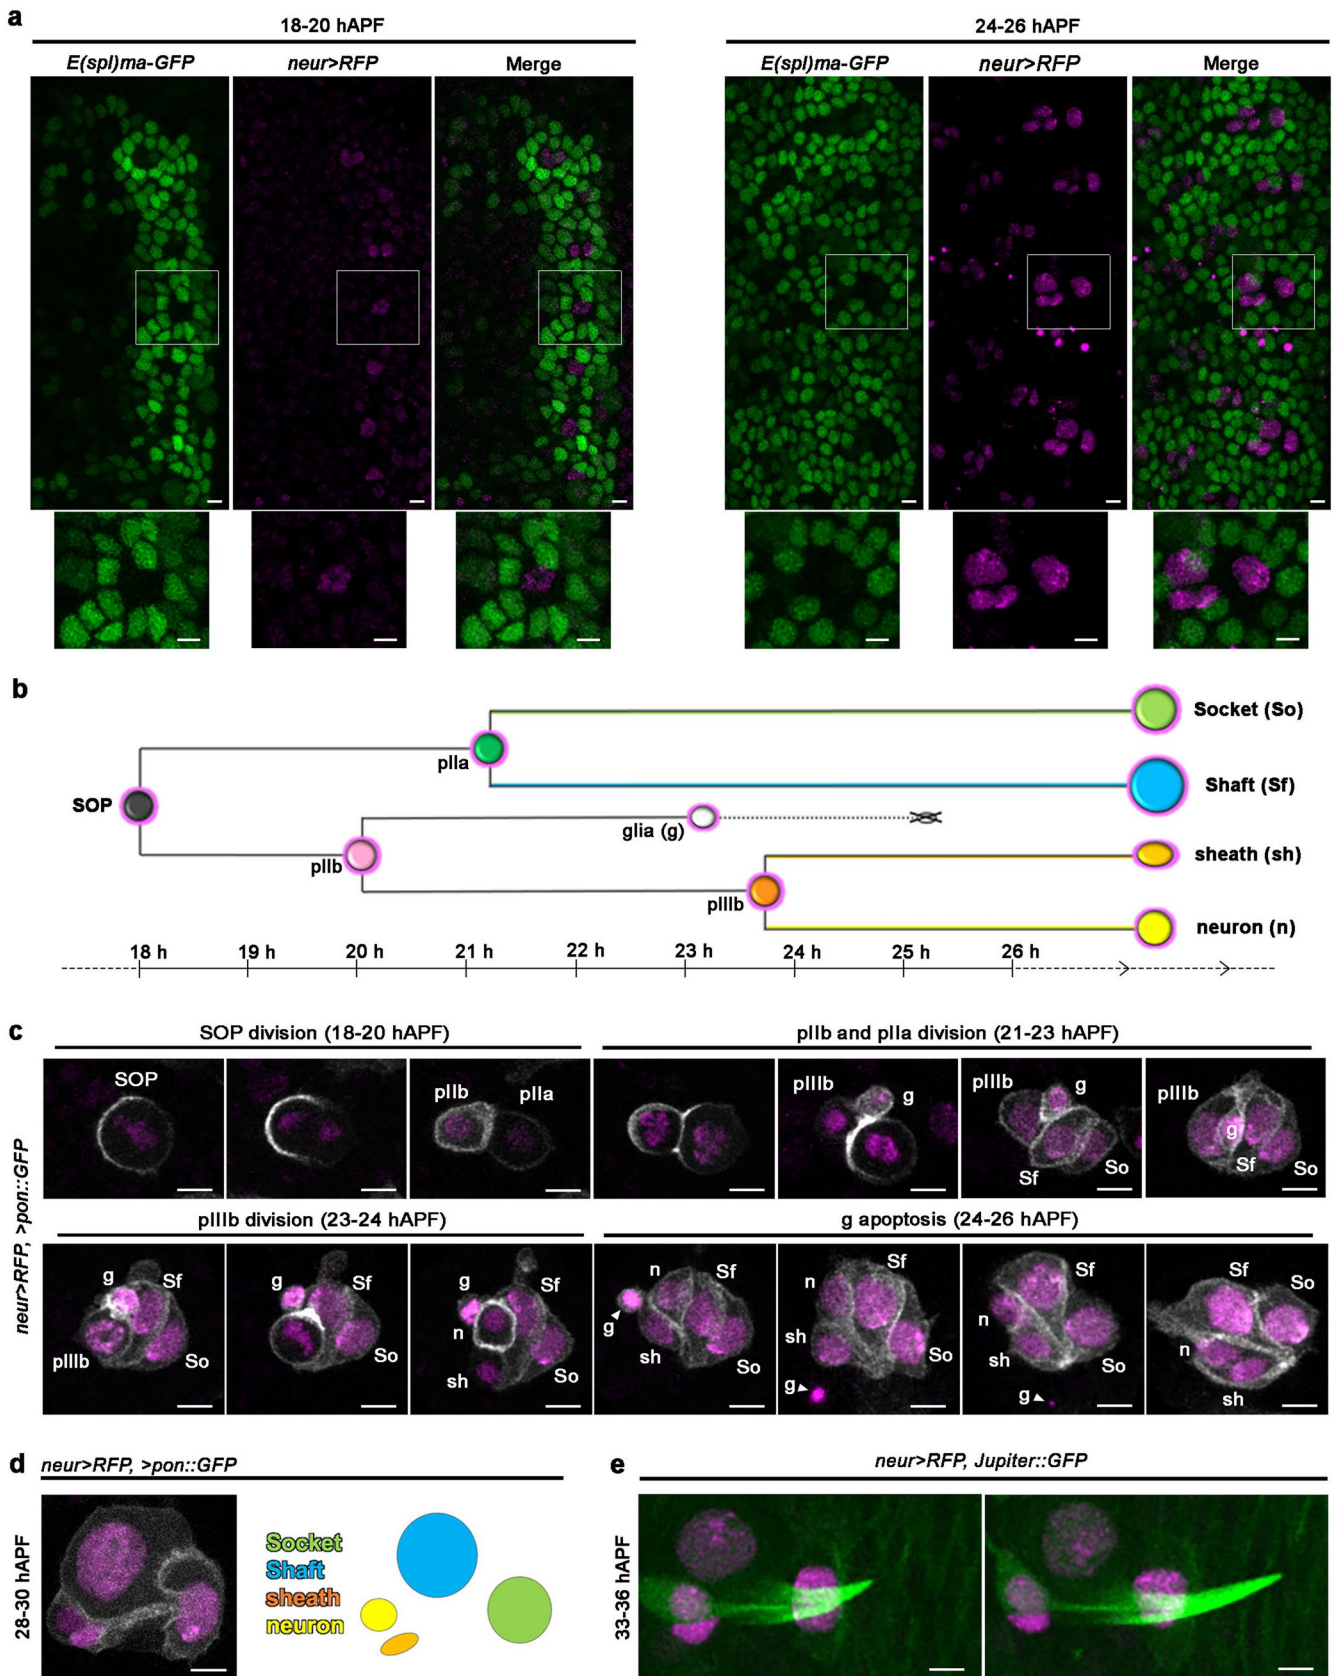 a
18-20 hAPF
24-26 hAPF
E(spl)mα-GFP
neur>RFP
Merge
E(spl)mα-GFP
neur>RFP
Merge
b
SOP
pIIa
pIIb
glia (g)
pIIIb
Socket (So)
Shaft (Sf)
sheath (sh)
neuron (n)
18 h
19 h
20 h
21 h
22 h
23 h
24 h
25 h
26 h
c
SOP division (18-20 hAPF)
pIIb and pIIa division (21-23 hAPF)
neur>RFP, >pon::GFP
SOP
pIIb
pIIa
pIIIb
g
pIIIb
g
Sf
So
pIIIb
g
Sf
So
pIIIb division (23-24 hAPF)
g apoptosis (24-26 hAPF)
g
Sf
pIIIb
So
g
Sf
So
g
Sf
n
sh
So
n
Sf
g
sh
So
n
Sf
sh
So
g
Sf
n
So
sh
g
Sf
So
n
sh
d
neur>RFP, >pon::GFP
28-30 hAPF
Socket
Shaft
sheath
neuron
e
neur>RFP, Jupiter::GFP
33-36 hAPF